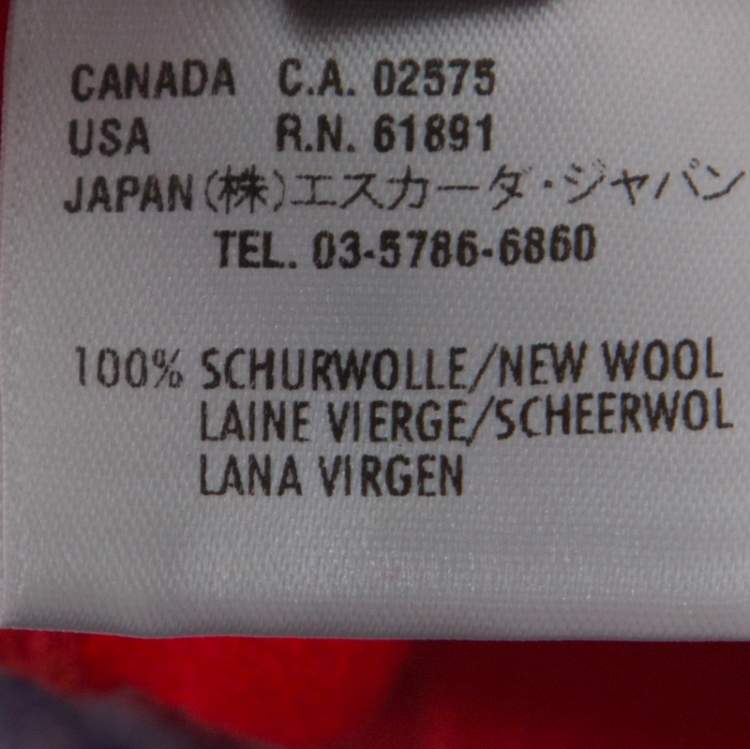 CANADA C.A. 02575
USA R.N. 61891
JAPAN(株)エスカーダ・ジャパン
TEL. 03-5786-6860
100% SCHURWOLLE/NEW WOOL
LAINE VIERGE/SCHEERWOL
LANA VIRGEN